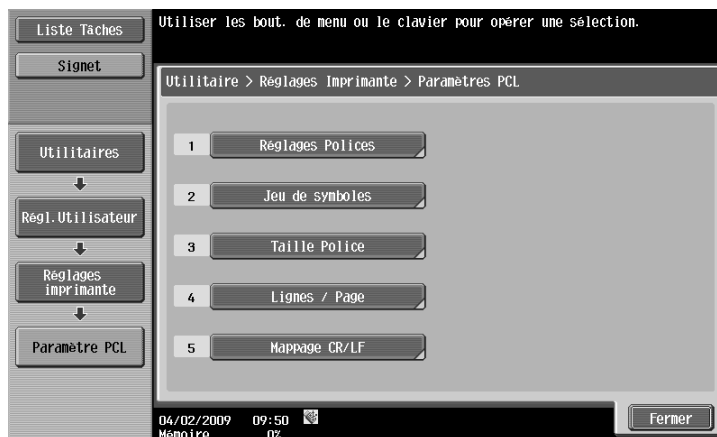 Liste Tâches
Utiliser les bout. de menu ou le clavier pour opérer une sélection.
Signet
Utilitaire > Réglages Imprimante > Paramètres PCL
Utilitaires
Régl.Utilisateur
Réglages
imprimante
Paramètre PCL
1 Réglages Polices
2 Jeu de symboles
3 Taille Police
4 Lignes / Page
5 Mappage CR/LF
04/02/2009 09:50
Mémoire 0%
Fermer